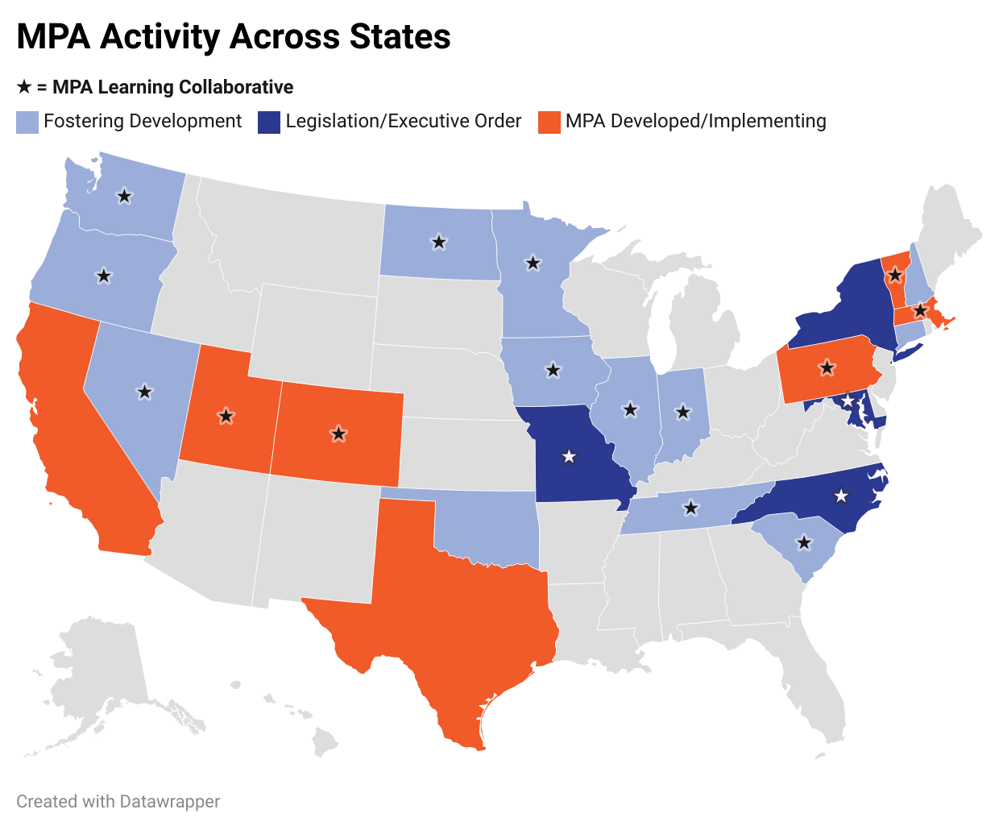 MPA Activity Across States
★ = MPA Learning Collaborative
Fostering Development Legislation/Executive Order MPA Developed/Implementing
Created with Datawrapper